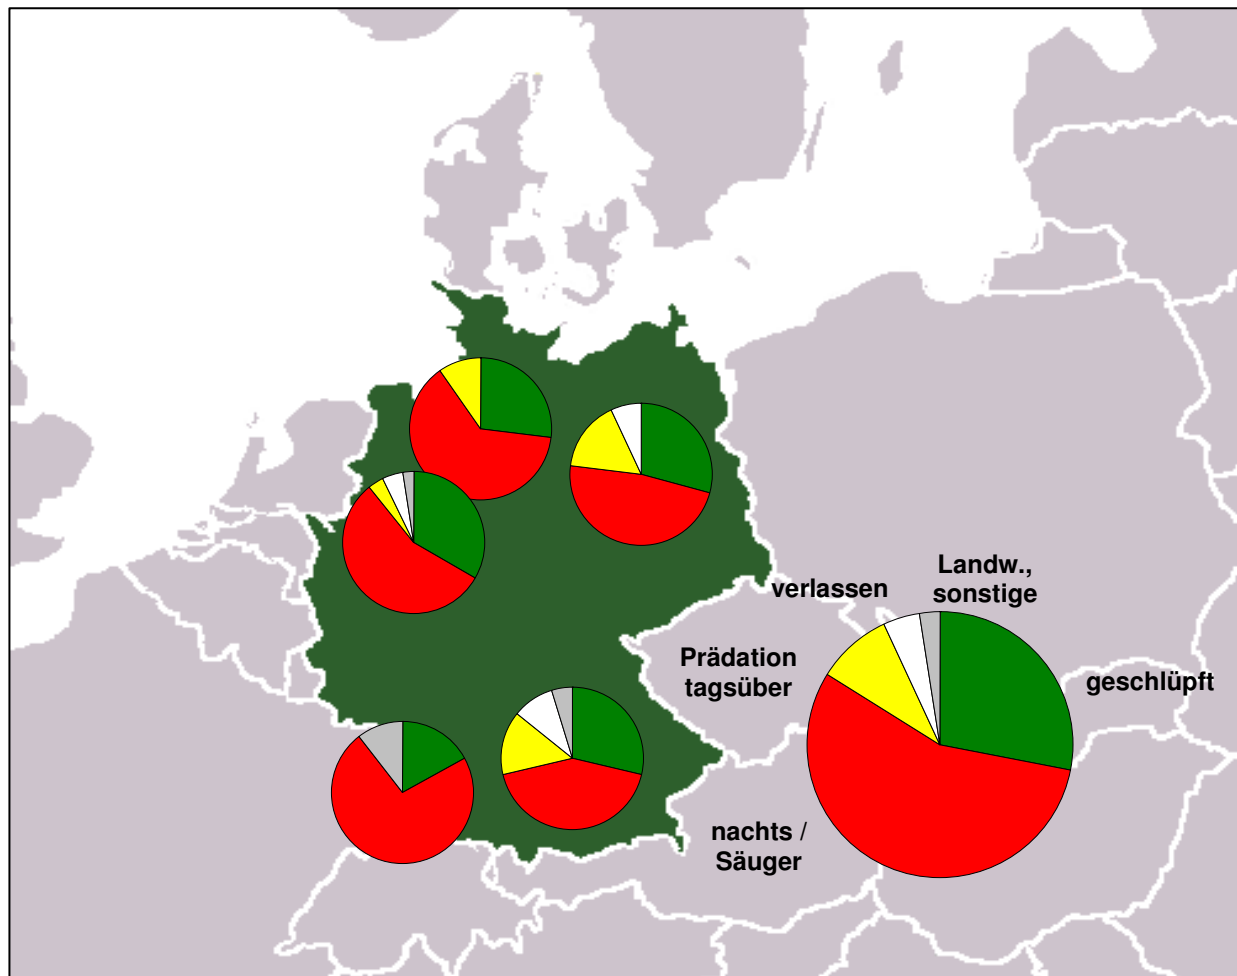 Landw.,
sonstige
verlassen
Prädation
tagsüber
geschlüpft
nachts /
Säuger